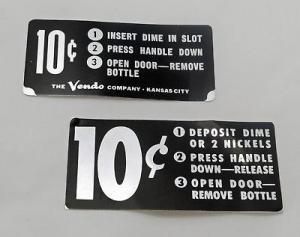 10¢
1 INSERT DIME IN SLOT
2 PRESS HANDLE DOWN
3 OPEN DOOR—REMOVE
BOTTLE
THE Vendo COMPANY • KANSAS CITY
10¢
1 DEPOSIT DIME
OR 2 NICKELS
2 PRESS HANDLE
DOWN—RELEASE
3 OPEN DOOR—
REMOVE BOTTLE